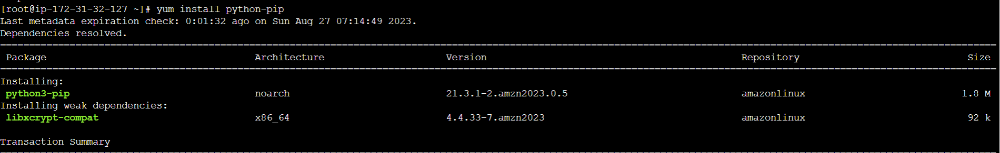 [root@ip-172-31-32-127 ~]# yum install python-pip
Last metadata expiration check: 0:01:32 ago on Sun Aug 27 07:14:49 2023.
Dependencies resolved.
Package Architecture Version Repository Size
Installing:
python3-pip noarch 21.3.1-2.amzn2023.0.5 amazonlinux 1.8 M
Installing weak dependencies:
libxcrypt-compat x86_64 4.4.33-7.amzn2023 amazonlinux 92 k
Transaction Summary